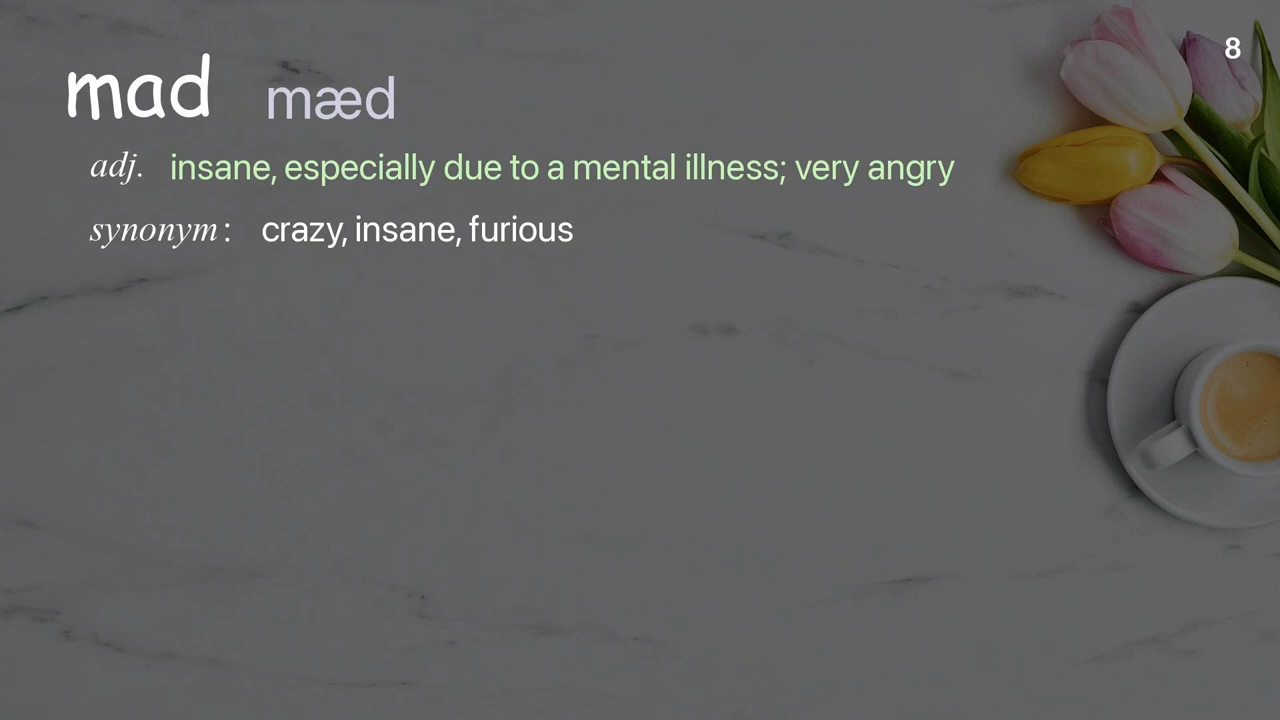 8
mad mæd
adj. insane, especially due to a mental illness; very angry
synonym: crazy, insane, furious